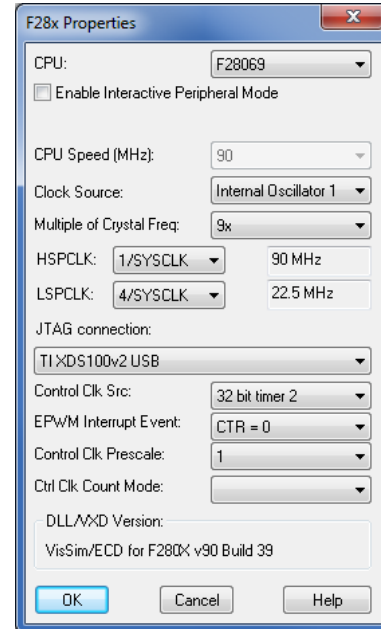 F28x Properties
x
CPU: F28069
Enable Interactive Peripheral Mode
CPU Speed (MHz): 90
Clock Source: Internal Oscillator 1
Multiple of Crystal Freq: 9x
HSPCLK: 1/SYSCLK 90 MHz
LSPCLK: 4/SYSCLK 22.5 MHz
JTAG connection:
TI XDS100v2 USB
Control Clk Src: 32 bit timer 2
EPWM Interrupt Event: CTR = 0
Control Clk Prescale: 1
Ctrl Clk Count Mode:
DLL/VXD Version:
VisSim/ECD for F280X v90 Build 39
OK Cancel Help